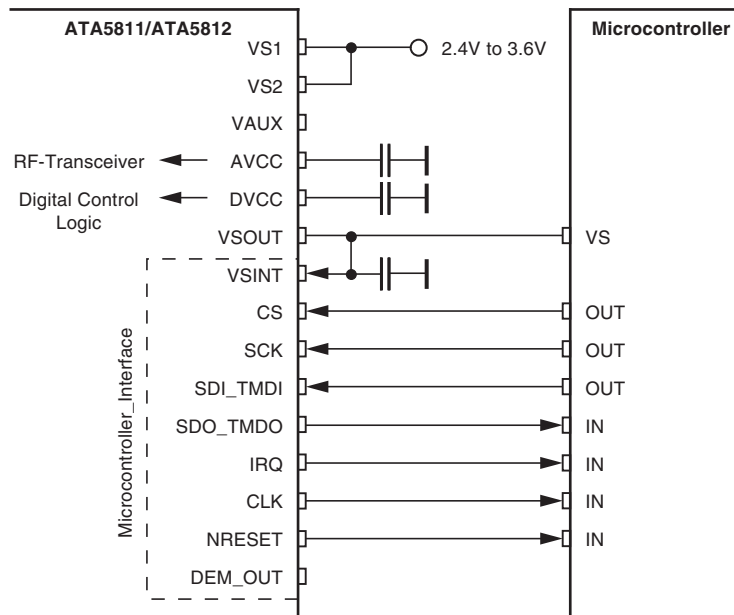 ATA5811/ATA5812
Microcontroller
VS1
2.4V to 3.6V
VS2
VAUX
RF-Transceiver
AVCC
Digital Control
Logic
DVCC
VSOUT
VS
Microcontroller_Interface
VSINT
CS
OUT
SCK
OUT
SDI_TMDI
OUT
SDO_TMDO
IN
IRQ
IN
CLK
IN
NRESET
IN
DEM_OUT